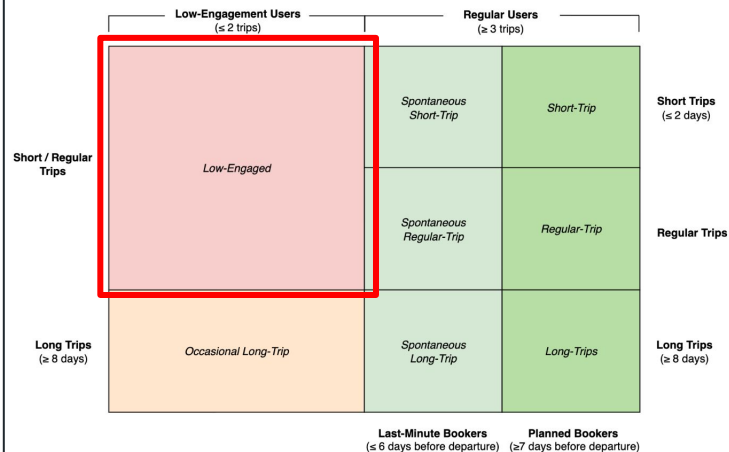 Low-Engagement Users
(≤ 2 trips)
Regular Users
(≥ 3 trips)
Short / Regular
Trips
Low-Engaged
Spontaneous
Short-Trip
Short-Trip
Short Trips
(≤ 2 days)
Spontaneous
Regular-Trip
Regular-Trip
Regular Trips
Long Trips
(≥ 8 days)
Occasional Long-Trip
Spontaneous
Long-Trip
Long-Trips
Long Trips
(≥ 8 days)
Last-Minute Bookers
(≤ 6 days before departure)
Planned Bookers
(≥7 days before departure)